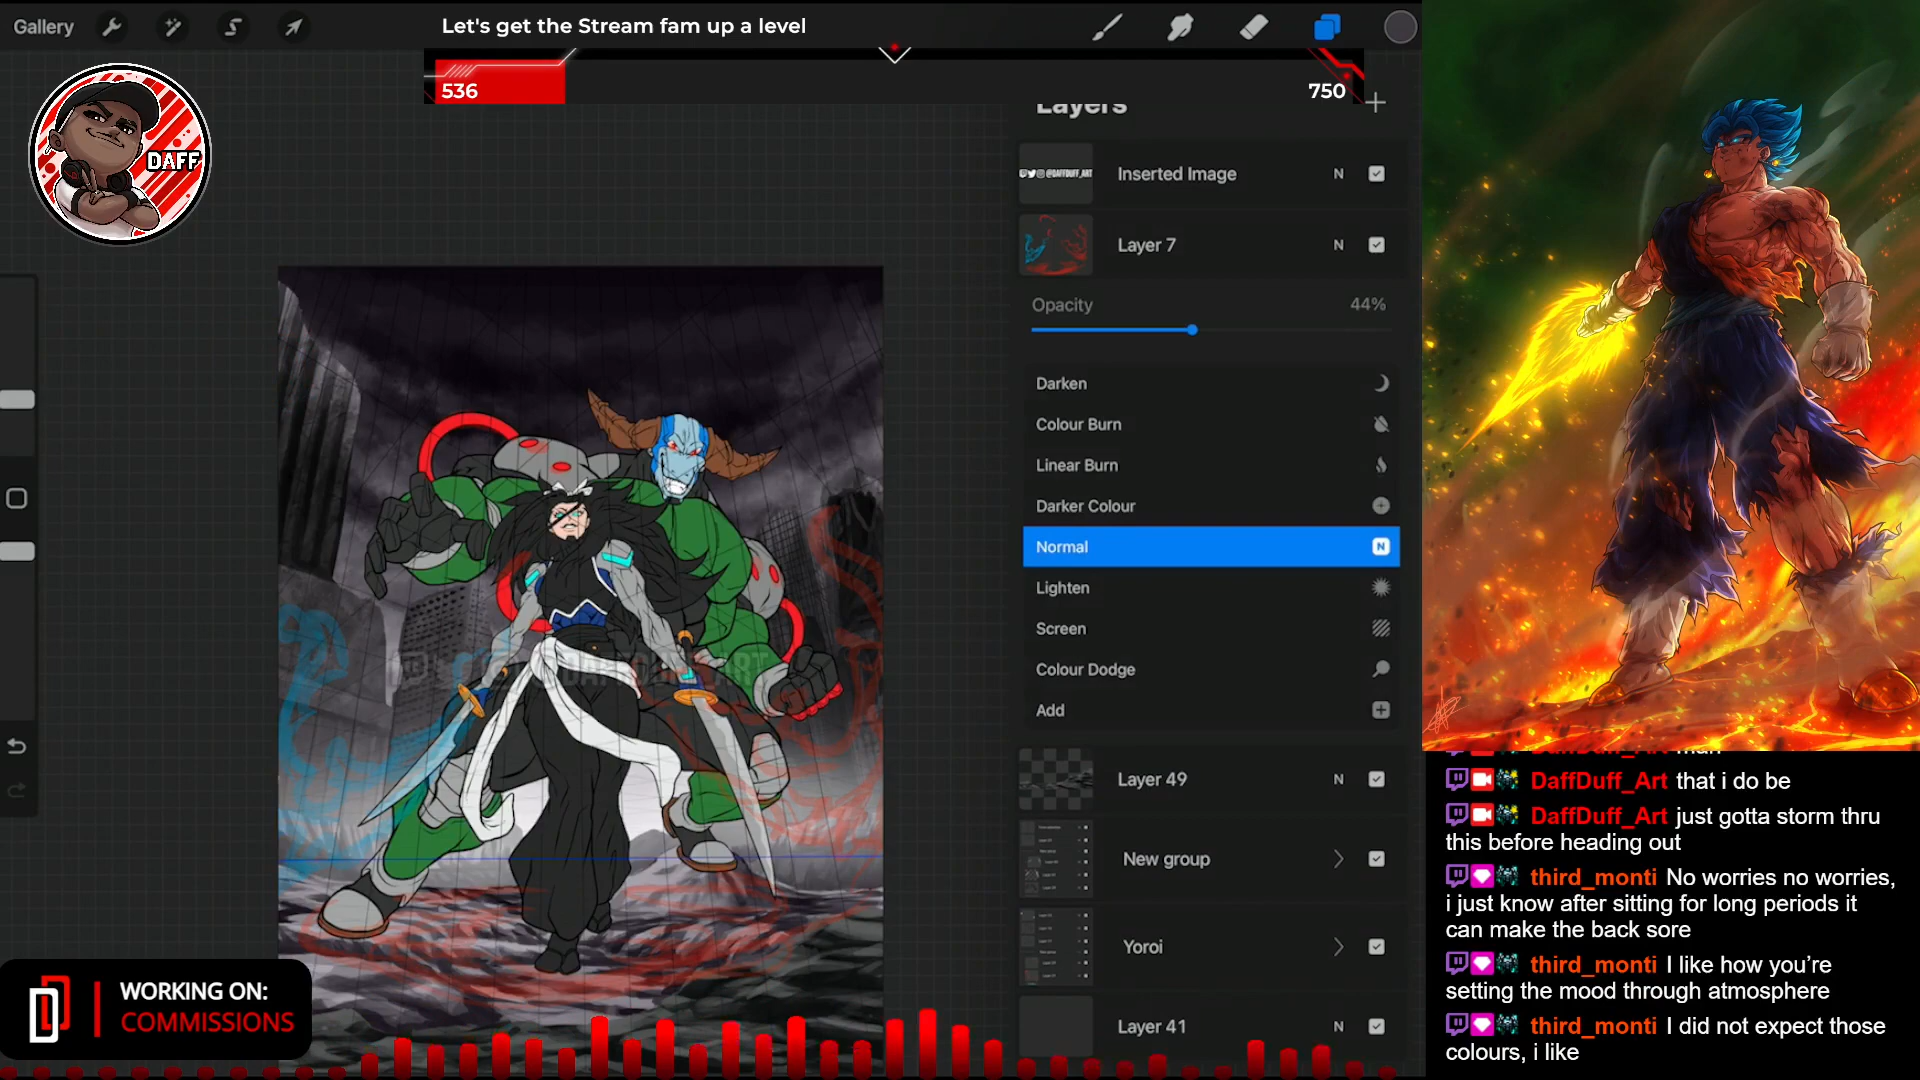 Gallery
Let's get the Stream fam up a level
536
750
DAFF
Layers
@DAFFDUFF_ART
Inserted Image N
Layer 7 N
Opacity 44%
Darken
Colour Burn
Linear Burn
Darker Colour
Normal N
Lighten
Screen
Colour Dodge
Add
Layer 49 N
New group
Yoroi
Layer 41 N
WORKING ON:
COMMISSIONS
DaffDuff_Art that i do be
DaffDuff_Art just gotta storm thru
this before heading out
third_monti No worries no worries,
i just know after sitting for long periods it
can make the back sore
third_monti I like how you’re
setting the mood through atmosphere
third_monti I did not expect those
colours, i like